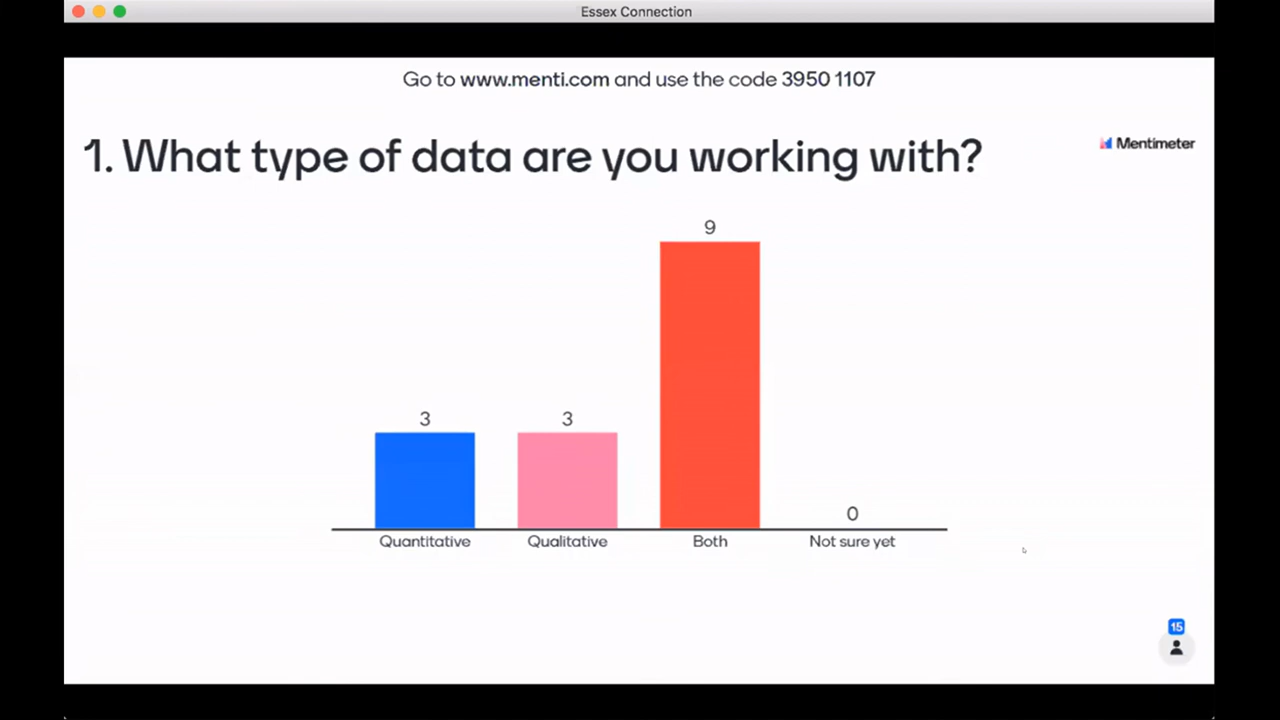 Essex Connection
Go to www.menti.com and use the code 3950 1107
1. What type of data are you working with?
Mentimeter
9
3 3
0
Quantitative Qualitative Both Not sure yet
15